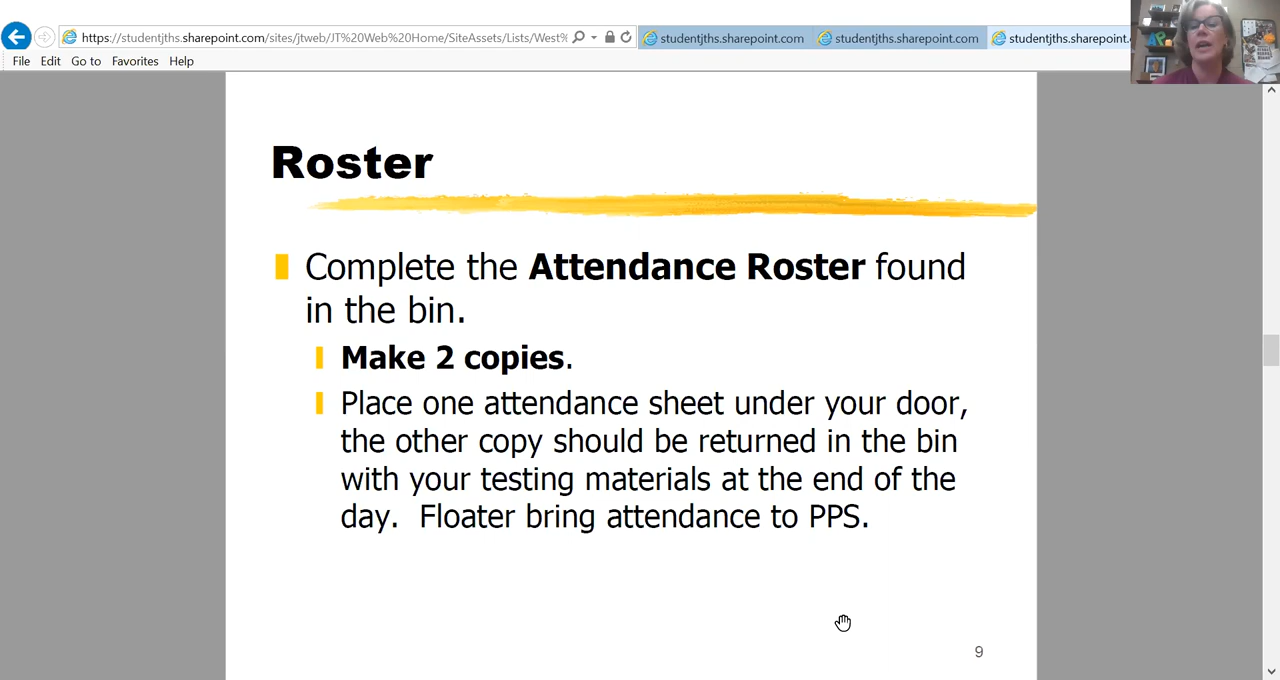 https://studentjths.sharepoint.com/sites/jtweb/JT%20Web%20Home/SiteAssets/Lists/West%
studentjths.sharepoint.com
studentjths.sharepoint.com
studentjths.sharepoint.
File Edit Go to Favorites Help
Roster
Complete the Attendance Roster found
in the bin.
Make 2 copies.
Place one attendance sheet under your door,
the other copy should be returned in the bin
with your testing materials at the end of the
day. Floater bring attendance to PPS.
9